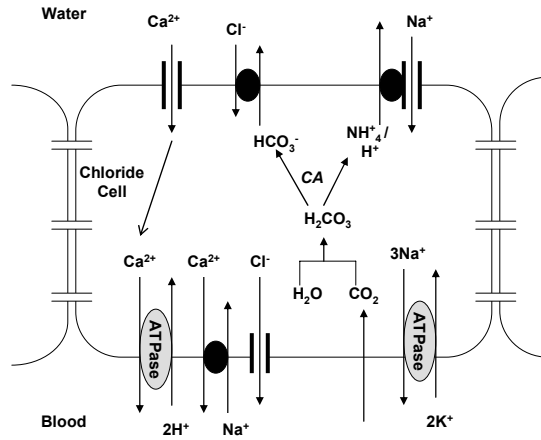 Water
Ca²⁺
Cl⁻
Na⁺
HCO₃⁻
NH⁺₄ /
H⁺
Chloride
Cell
CA
H₂CO₃
Ca²⁺
Ca²⁺
Cl⁻
H₂O
CO₂
3Na⁺
ATPase
ATPase
Blood
2H⁺
Na⁺
2K⁺